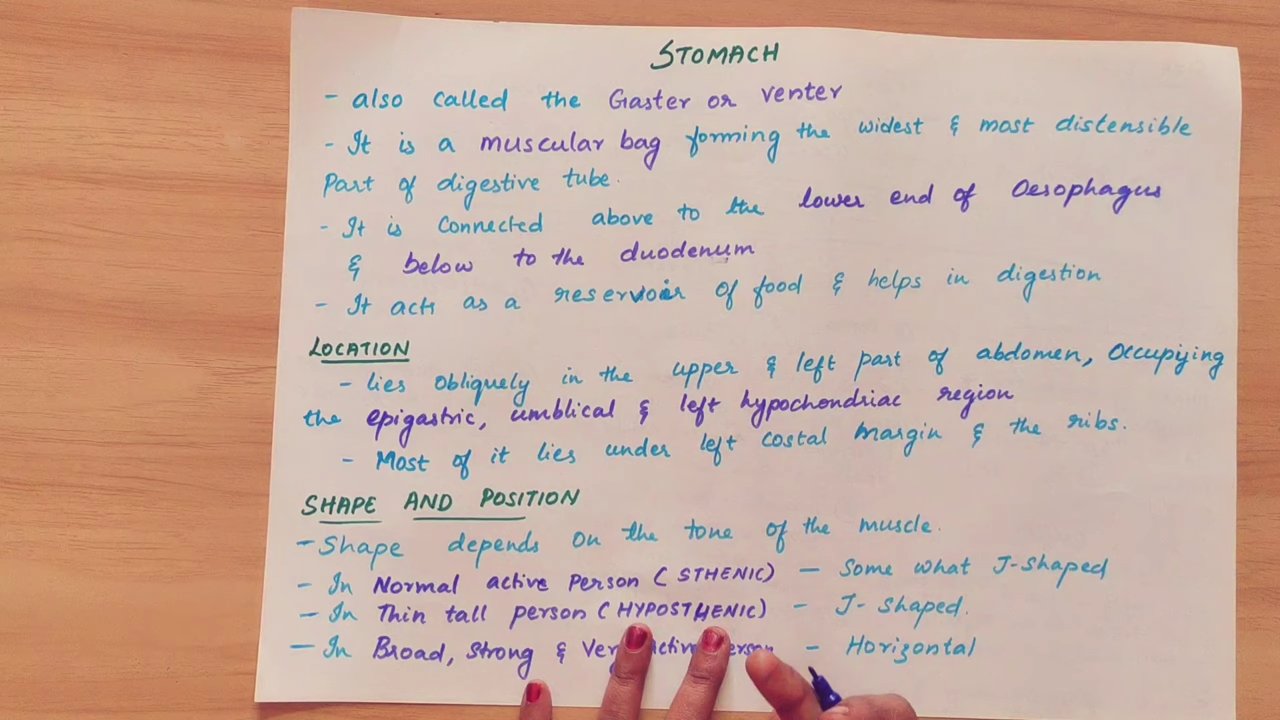 STOMACH
- also called the Gaster or venter
- It is a muscular bag forming the widest & most distensible
Part of digestive tube.
- It is connected above to the lower end of Oesophagus
& below to the duodenum
- It acts as a reservoir of food & helps in digestion
LOCATION
- lies obliquely in the upper & left part of abdomen, occupying
the epigastric, umblical & left hypochondriac region
- Most of it lies under left costal margin & the ribs.
SHAPE AND POSITION
- Shape depends on the tone of the muscle.
- In Normal active Person (STHENIC) - Some what J-shaped
- In Thin tall person (HYPOSTHENIC) - J-shaped.
- In Broad, strong & Very active - Horizontal